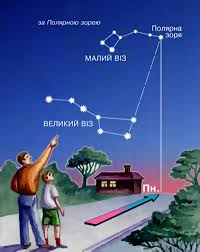 за Полярною зорею
Полярна
зоря
МАЛИЙ ВІЗ
ВЕЛИКИЙ ВІЗ
Пн.